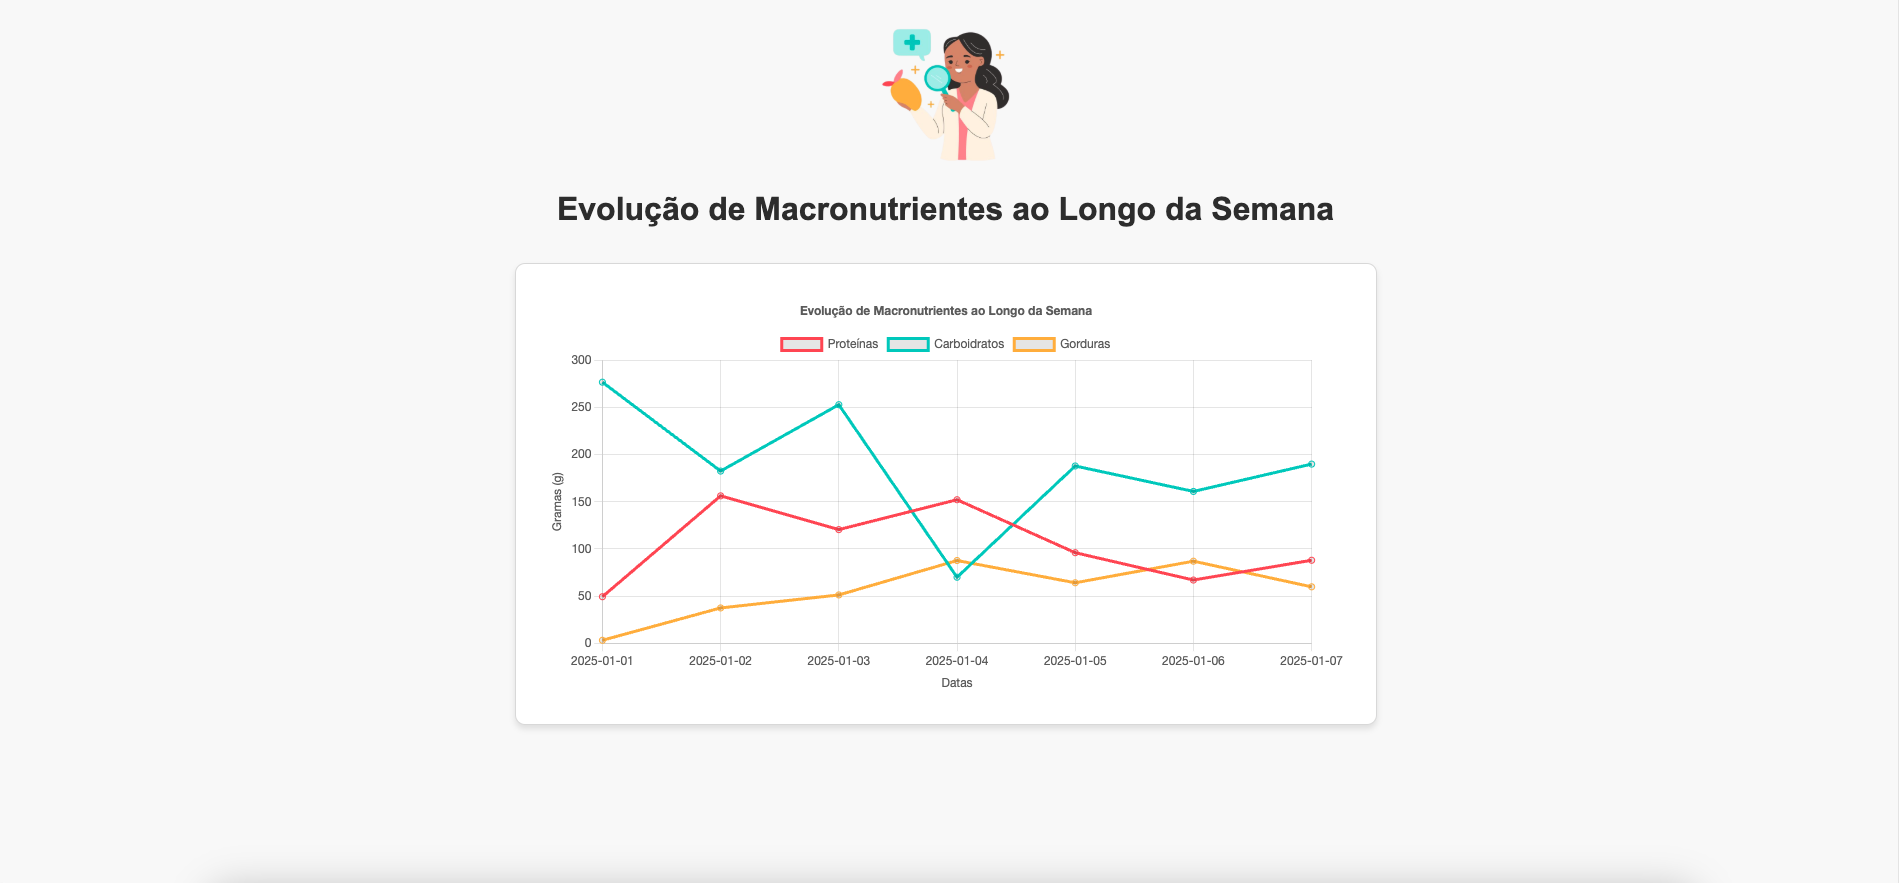 Evolução de Macronutrientes ao Longo da Semana
Evolução de Macronutrientes ao Longo da Semana
Proteínas Carboidratos Gorduras
300
250
200
150
100
50
0
Gramas (g)
2025-01-01 2025-01-02 2025-01-03 2025-01-04 2025-01-05 2025-01-06 2025-01-07
Datas